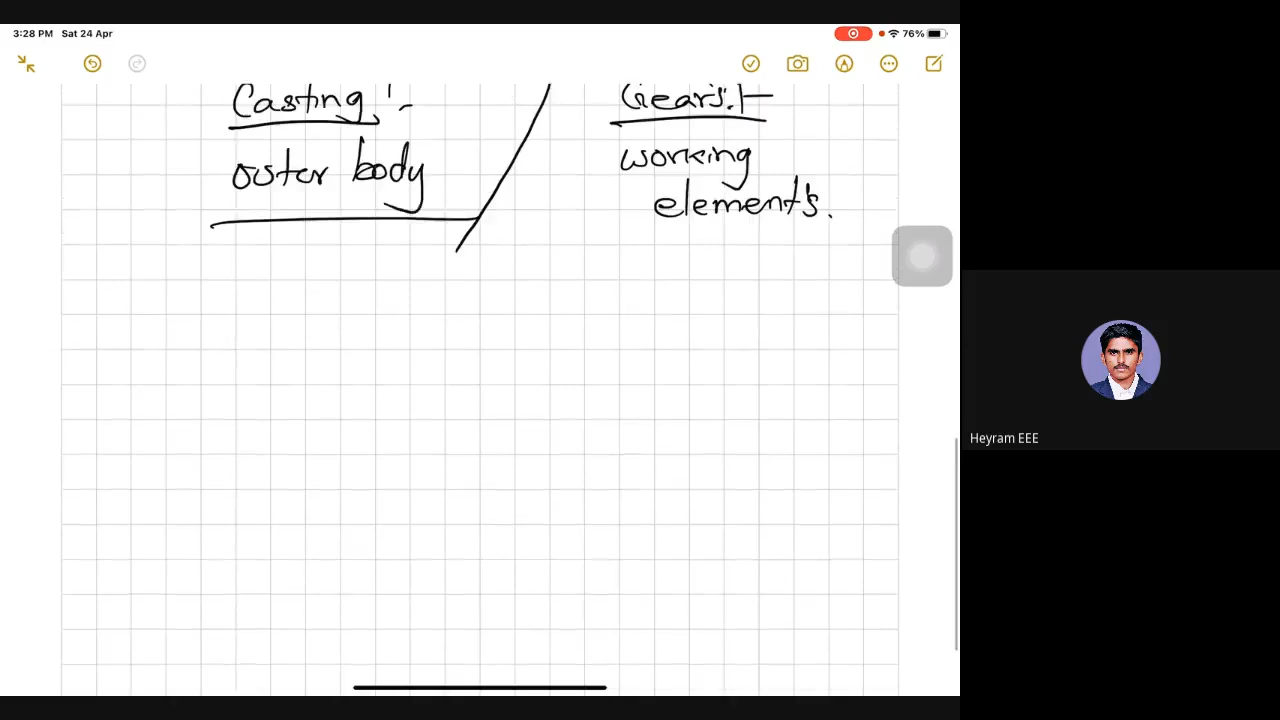 3:28 PM Sat 24 Apr
76%
Casting :-
outer body
Gears :-
working
elements.
Heyram EEE